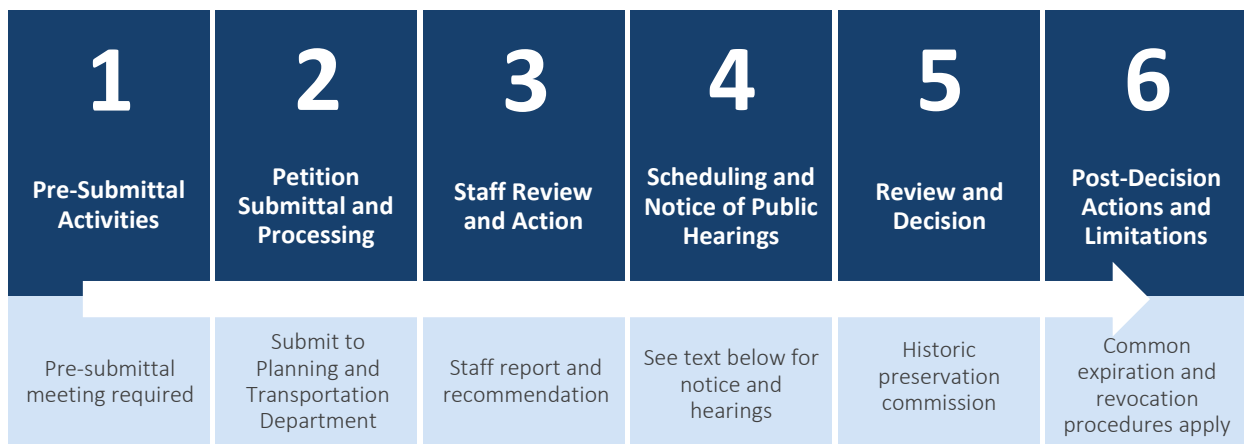 1
Pre-Submittal
Activities
Pre-submittal
meeting required
2
Petition
Submittal and
Processing
Submit to
Planning and
Transportation
Department
3
Staff Review
and Action
Staff report and
recommendation
4
Scheduling and
Notice of Public
Hearings
See text below for
notice and
hearings
5
Review and
Decision
Historic
preservation
commission
6
Post-Decision
Actions and
Limitations
Common
expiration and
revocation
procedures apply